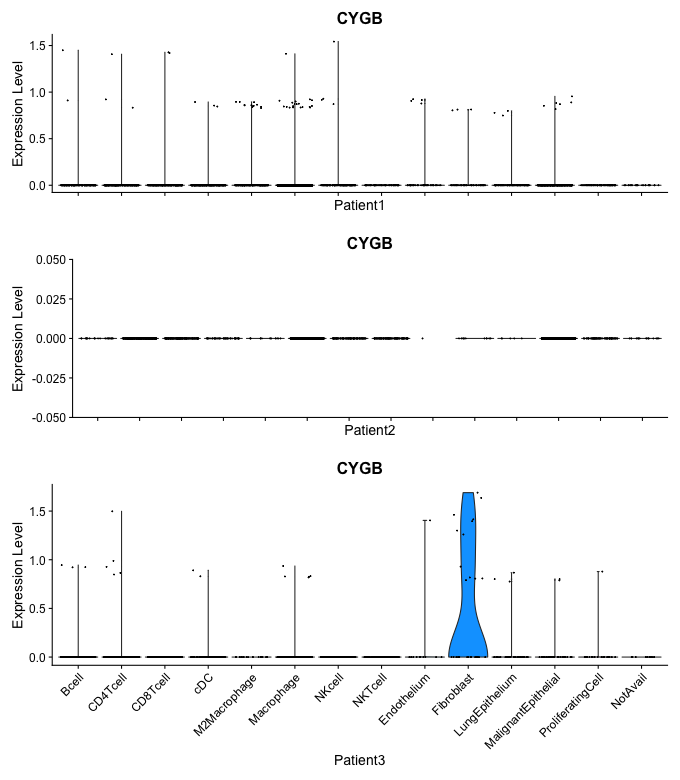 CYGB
Expression Level
1.5
1.0
0.5
0.0
Patient1
CYGB
Expression Level
0.050
0.025
0.000
-0.025
-0.050
Patient2
CYGB
Expression Level
1.5
1.0
0.5
0.0
Bcell
CD4Tcell
CD8Tcell
cDC
M2Macrophage
Macrophage
NKcell
NKTcell
Endothelium
Fibroblast
LungEpithelium
MalignantEpithelial
ProliferatingCell
NotAvail
Patient3